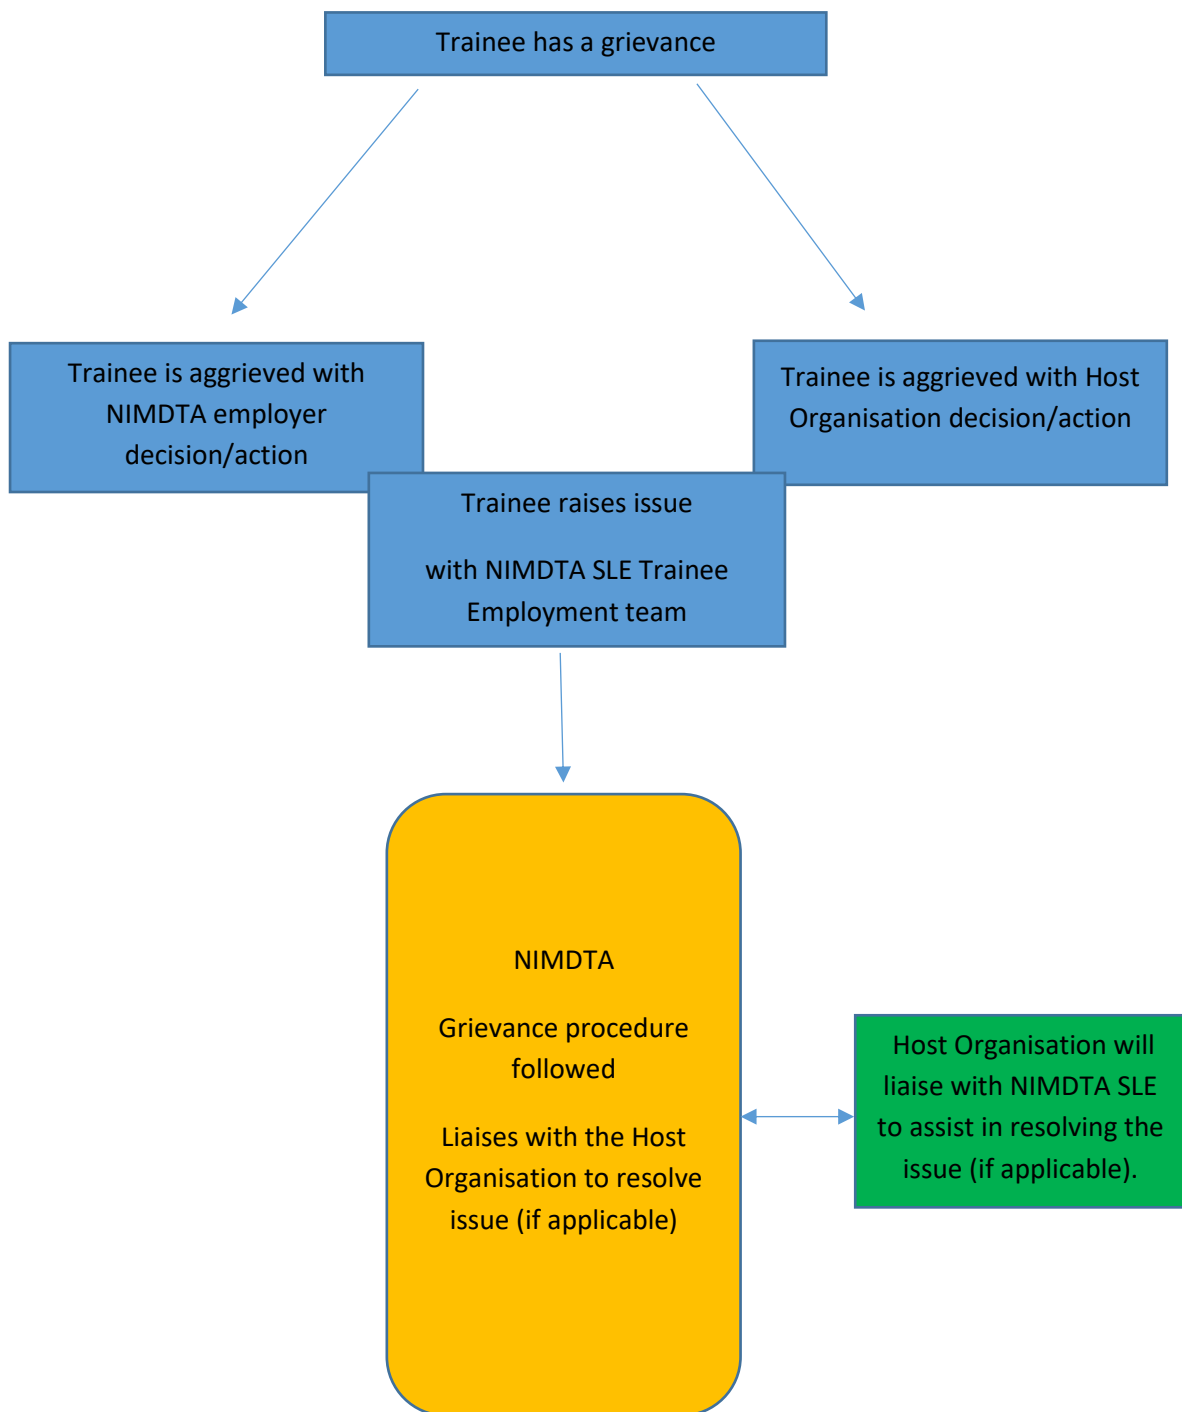 Trainee has a grievance
Trainee is aggrieved with
NIMDTA employer
decision/action
Trainee is aggrieved with Host
Organisation decision/action
Trainee raises issue
with NIMDTA SLE Trainee
Employment team
NIMDTA
Grievance procedure
followed
Liaises with the Host
Organisation to resolve
issue (if applicable)
Host Organisation will
liaise with NIMDTA SLE
to assist in resolving the
issue (if applicable).